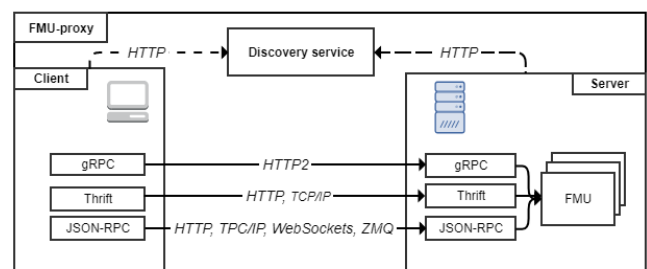 FMU-proxy
HTTP
Discovery service
HTTP
Client
Server
gRPC
HTTP2
gRPC
Thrift
HTTP, TCP/IP
Thrift
FMU
JSON-RPC
HTTP, TPC/IP, WebSockets, ZMQ
JSON-RPC